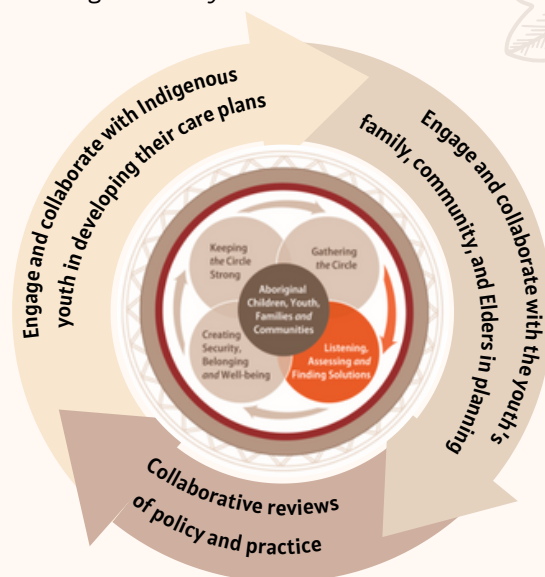 Engage and collaborate with Indigenous
youth in developing their care plans
Engage and collaborate with the youth's
family, community, and Elders in planning
Keeping
the Circle
Strong
Gathering
the Circle
Aboriginal
Children, Youth,
Families and
Communities
Creating
Security,
Belonging
and Well-being
Listening,
Assessing and
Finding Solutions
Collaborative reviews
of policy and practice